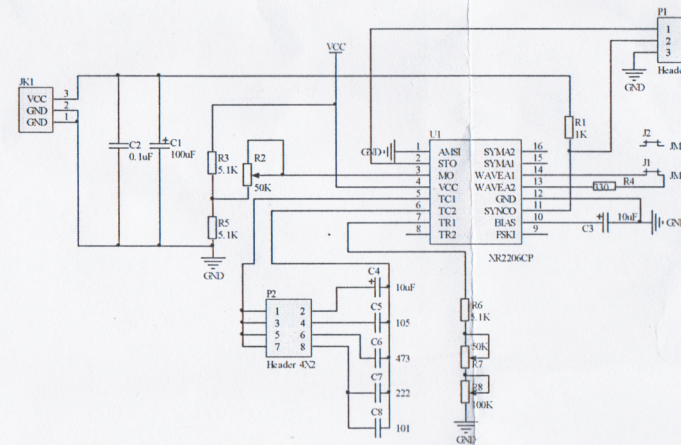 P1
1
2
3
Header
GND
VCC
JK1
VCC 3
GND 2
GND 1
C2
0.1uF
C1
100uF
R3
5.1K
R2
50K
R5
5.1K
GND
U1
GND
1 AMSI SYMA2 16
2 STO SYMA1 15
3 MO WAVEA1 14
4 VCC WAVEA2 13
5 TC1 GND 12
6 TC2 SYNCO 11
7 TR1 BIAS 10
8 TR2 FSKI 9
XR2206CP
R1
1K
J2
JM
J1
JM
330 R4
C3
10uF
GND
P2
1 2
3 4
5 6
7 8
Header 4X2
C4
10uF
C5
105
C6
473
C7
222
C8
101
R6
5.1K
50K
R7
R8
100K
GND